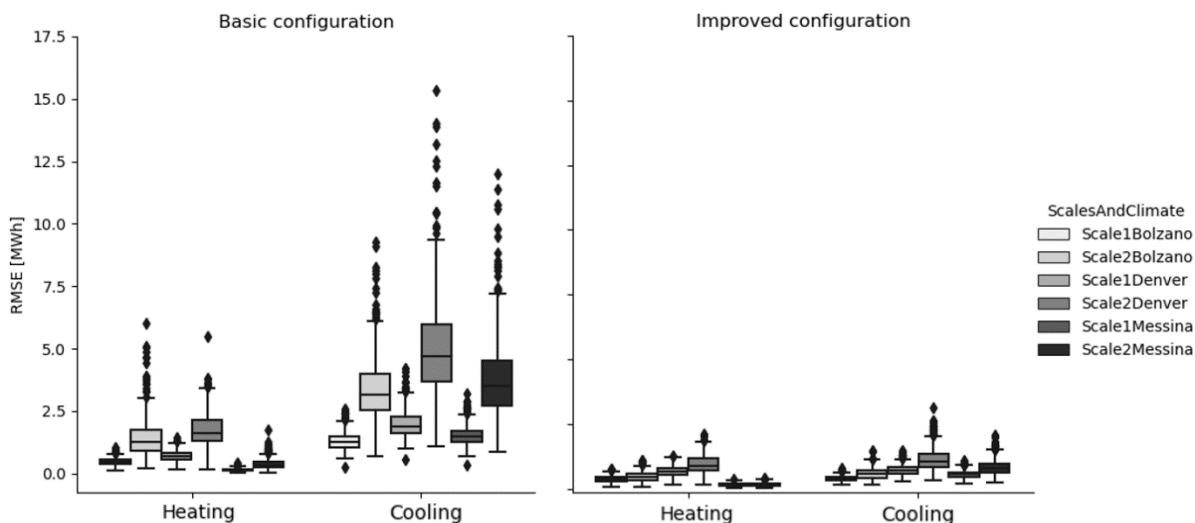 Basic configuration
Improved configuration
17.5
15.0
12.5
10.0
7.5
5.0
2.5
0.0
RMSE [MWh]
Heating
Cooling
Heating
Cooling
ScalesAndClimate
Scale1Bolzano
Scale2Bolzano
Scale1Denver
Scale2Denver
Scale1Messina
Scale2Messina